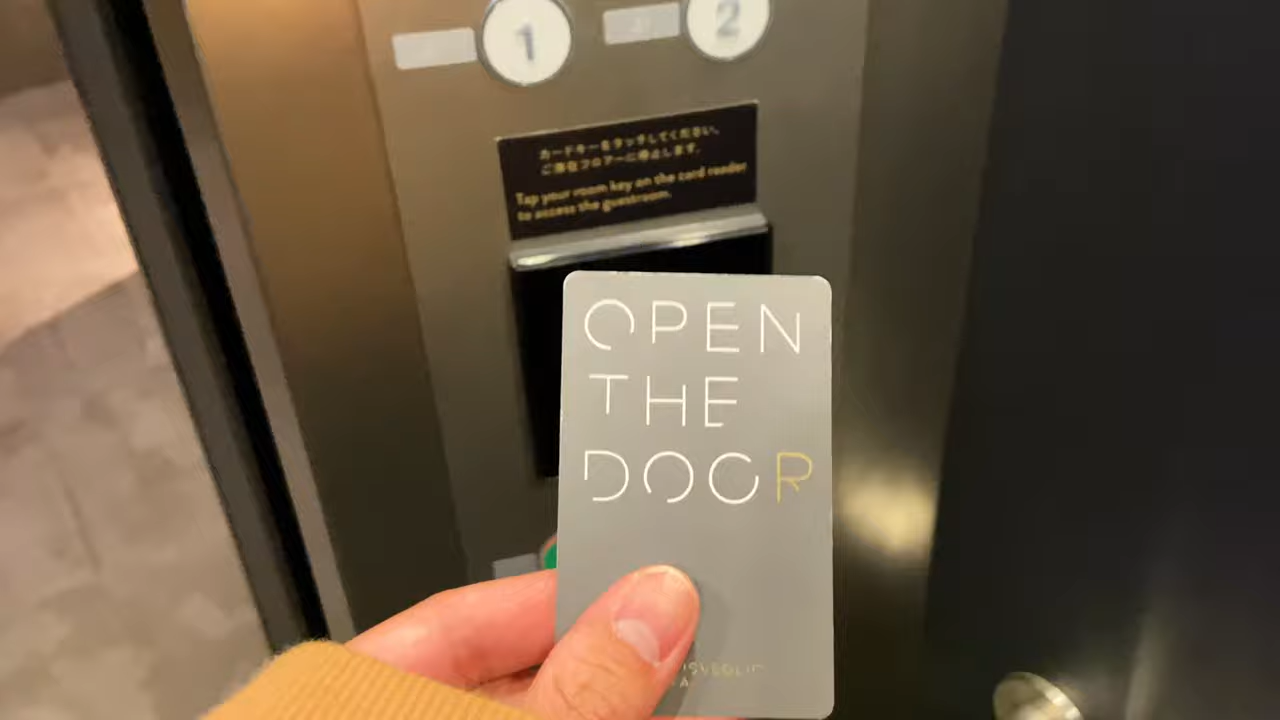 1 2
カードキーをタッチしてください。
ご滞在フロアーに停止します。
Tap your room key on the card reader
to access the guestroom.
OPEN
THE
DOOR